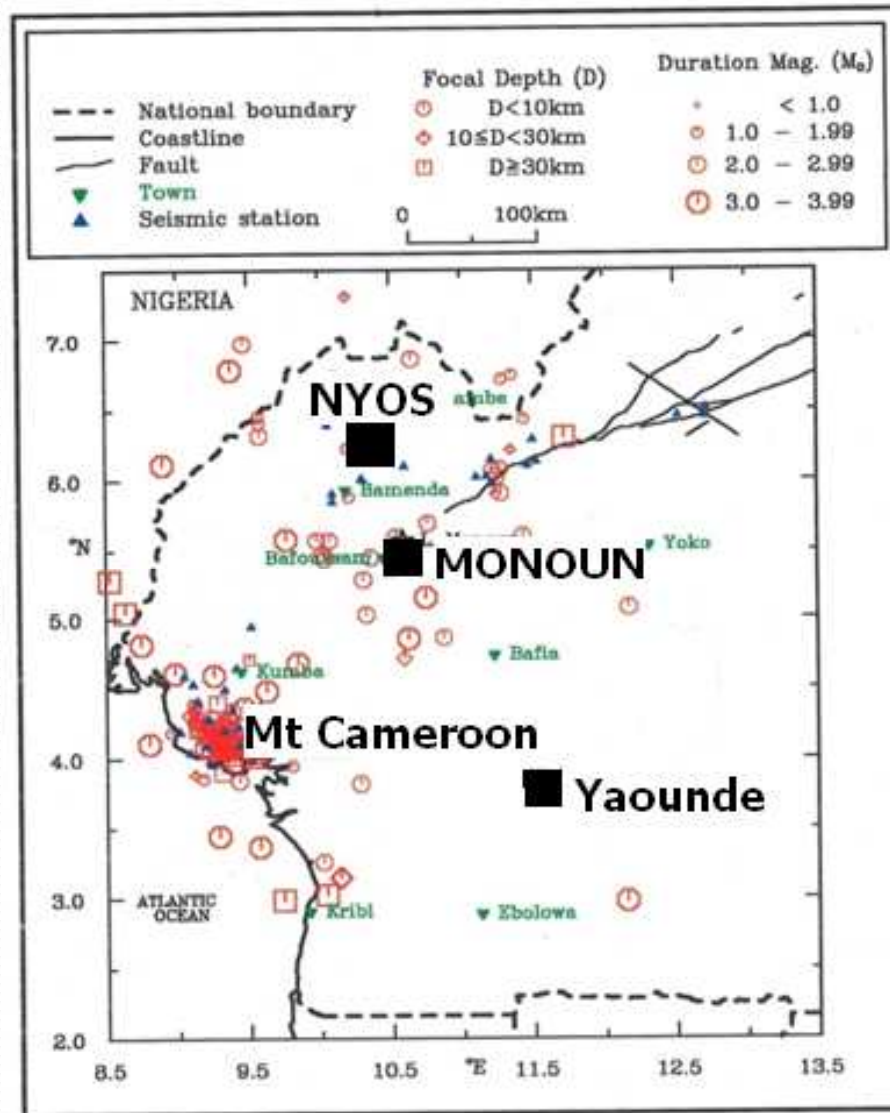 Focal Depth (D)
Duration Mag. (M₀)
National boundary
D<10km
< 1.0
Coastline
10≦D<30km
1.0 - 1.99
Fault
D≧30km
2.0 - 2.99
Town
Seismic station
0 100km
3.0 - 3.99
NIGERIA
7.0
NYOS
6.0
Bamenda
°N
Yoko
MONOUN
5.0
Bafia
Kumba
Mt Cameroon
4.0
Yaounde
3.0
ATLANTIC
OCEAN
Kribi
Ebolowa
2.0
8.5 9.5 10.5 °E 11.5 12.5 13.5